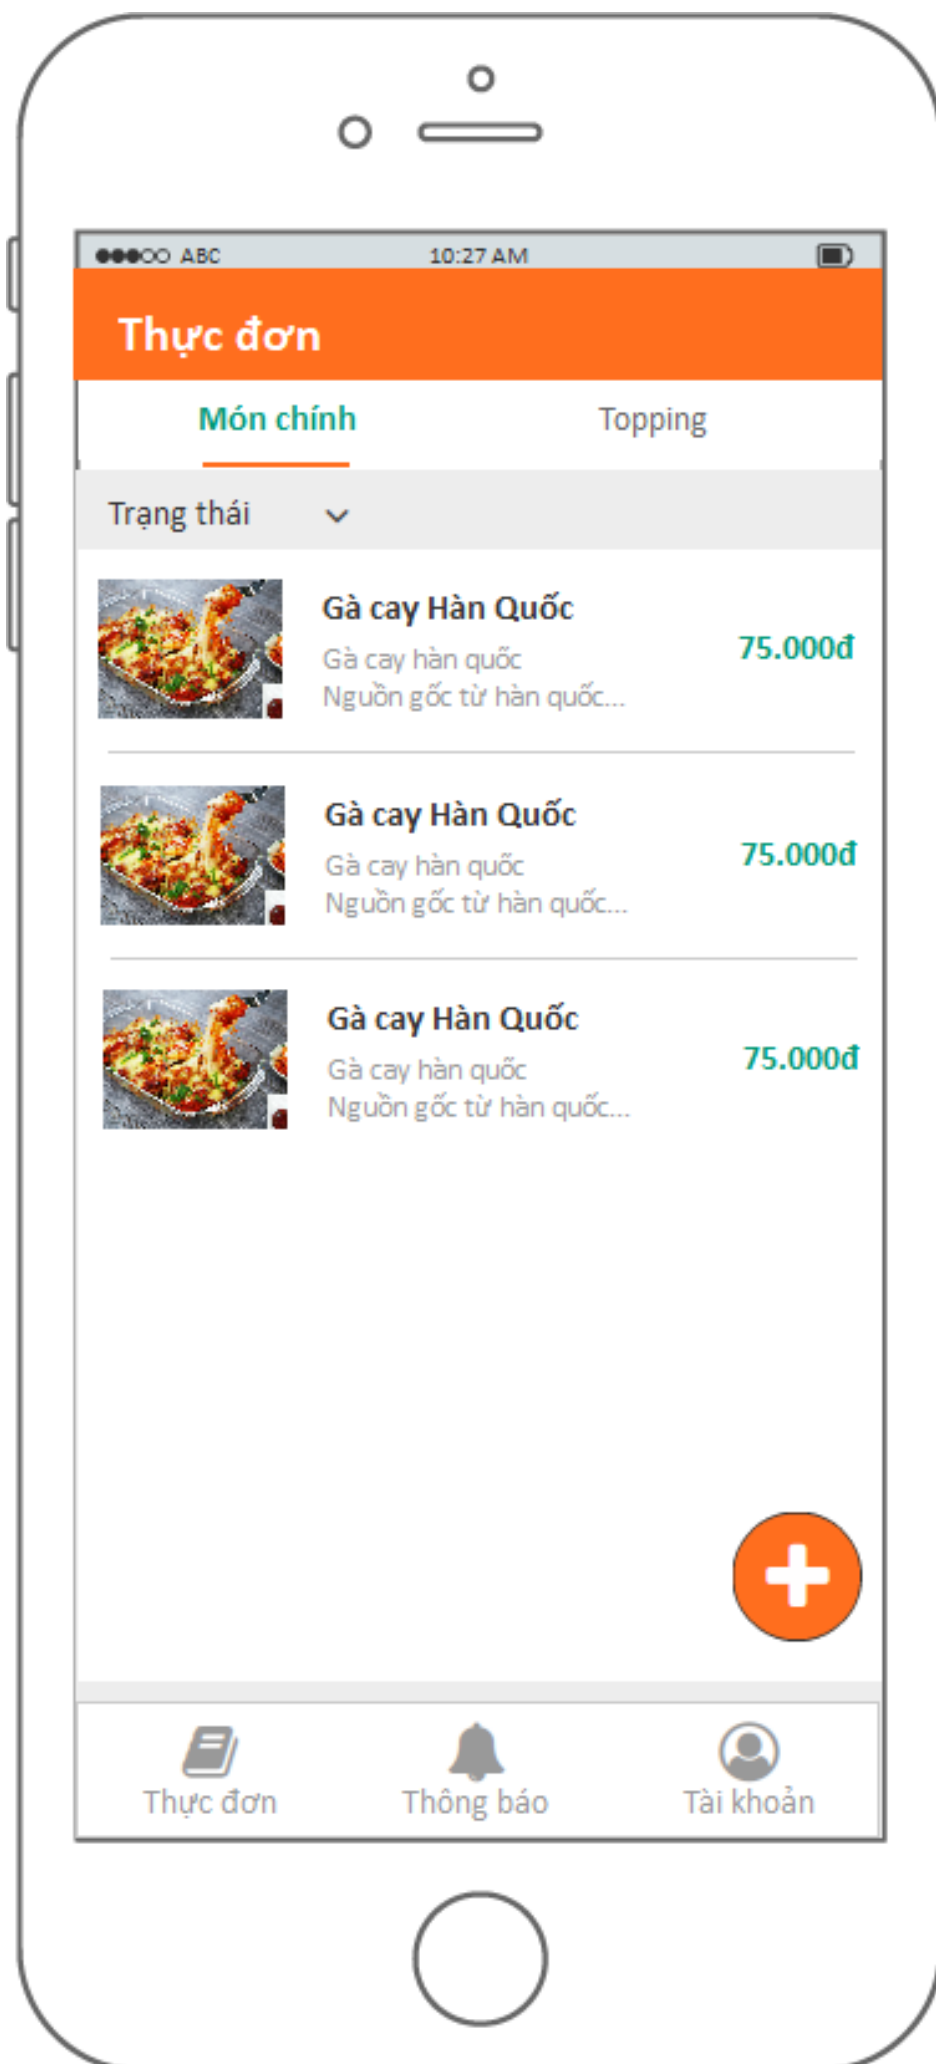 ABC 10:27 AM
Thực đơn
Món chính Topping
Trạng thái
Gà cay Hàn Quốc
Gà cay hàn quốc
Nguồn gốc từ hàn quốc...
75.000đ
Gà cay Hàn Quốc
Gà cay hàn quốc
Nguồn gốc từ hàn quốc...
75.000đ
Gà cay Hàn Quốc
Gà cay hàn quốc
Nguồn gốc từ hàn quốc...
75.000đ
Thực đơn Thông báo Tài khoản